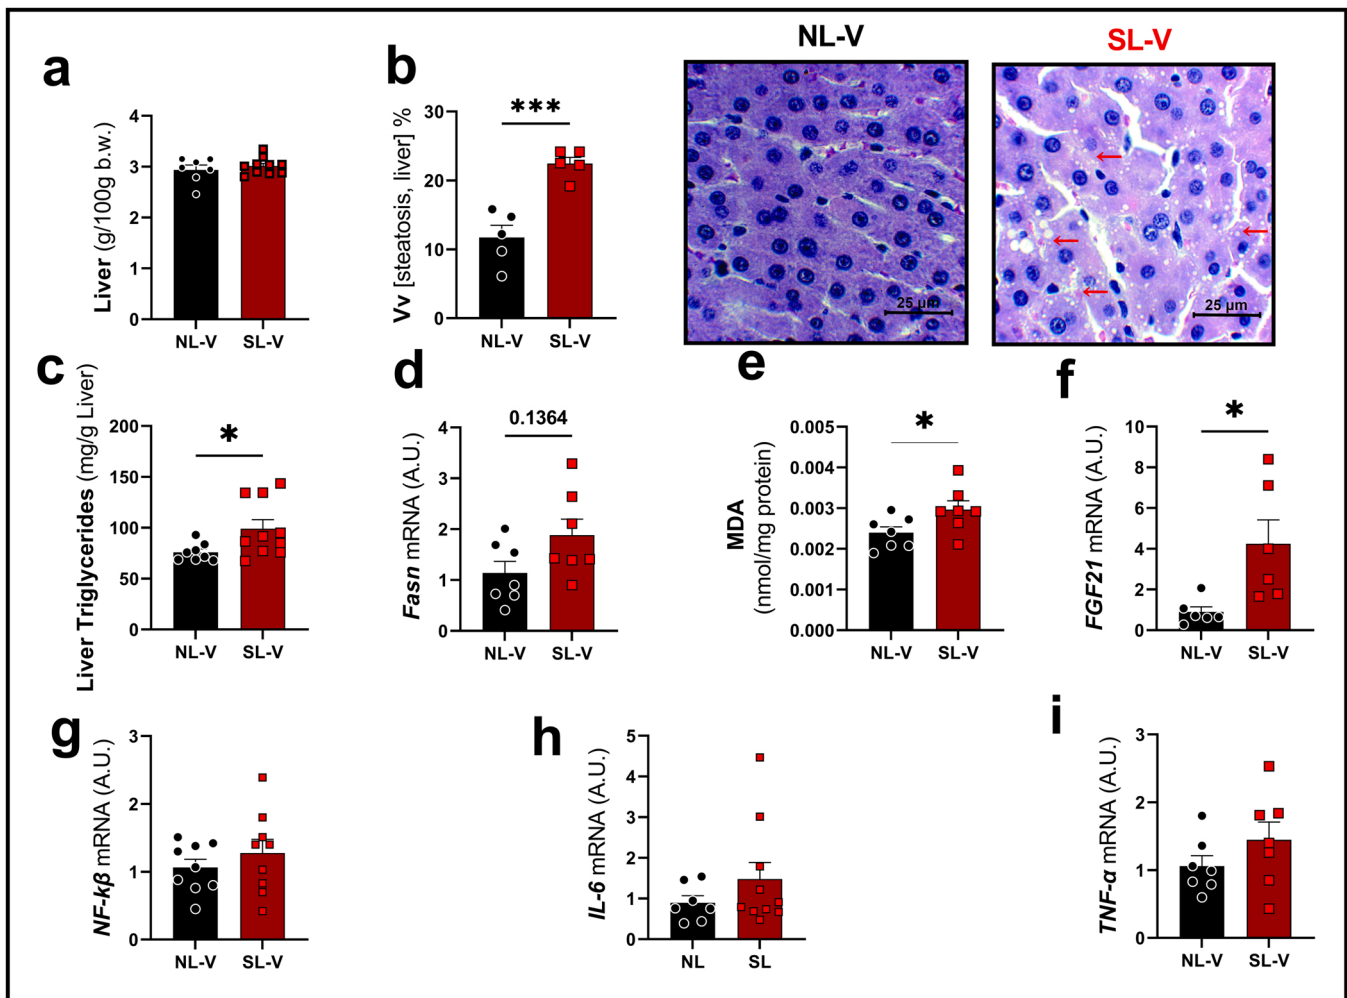 a
Liver (g/100g b.w.)
4
3
2
1
0
NL-V
SL-V
b
Vv [steatosis, liver] %
30
20
10
0
***
NL-V
SL-V
NL-V
25 µm
SL-V
25 µm
c
Liver Triglycerides (mg/g Liver)
200
150
100
50
0
*
NL-V
SL-V
d
Fasn mRNA (A.U.)
4
3
2
1
0
0.1364
NL-V
SL-V
e
MDA
(nmol/mg protein)
0.005
0.004
0.003
0.002
0.001
0.000
*
NL-V
SL-V
f
FGF21 mRNA (A.U.)
10
8
6
4
2
0
*
NL-V
SL-V
g
NF-kβ mRNA (A.U.)
3
2
1
0
NL-V
SL-V
h
IL-6 mRNA (A.U.)
5
4
3
2
1
0
NL
SL
i
TNF-α mRNA (A.U.)
3
2
1
0
NL-V
SL-V